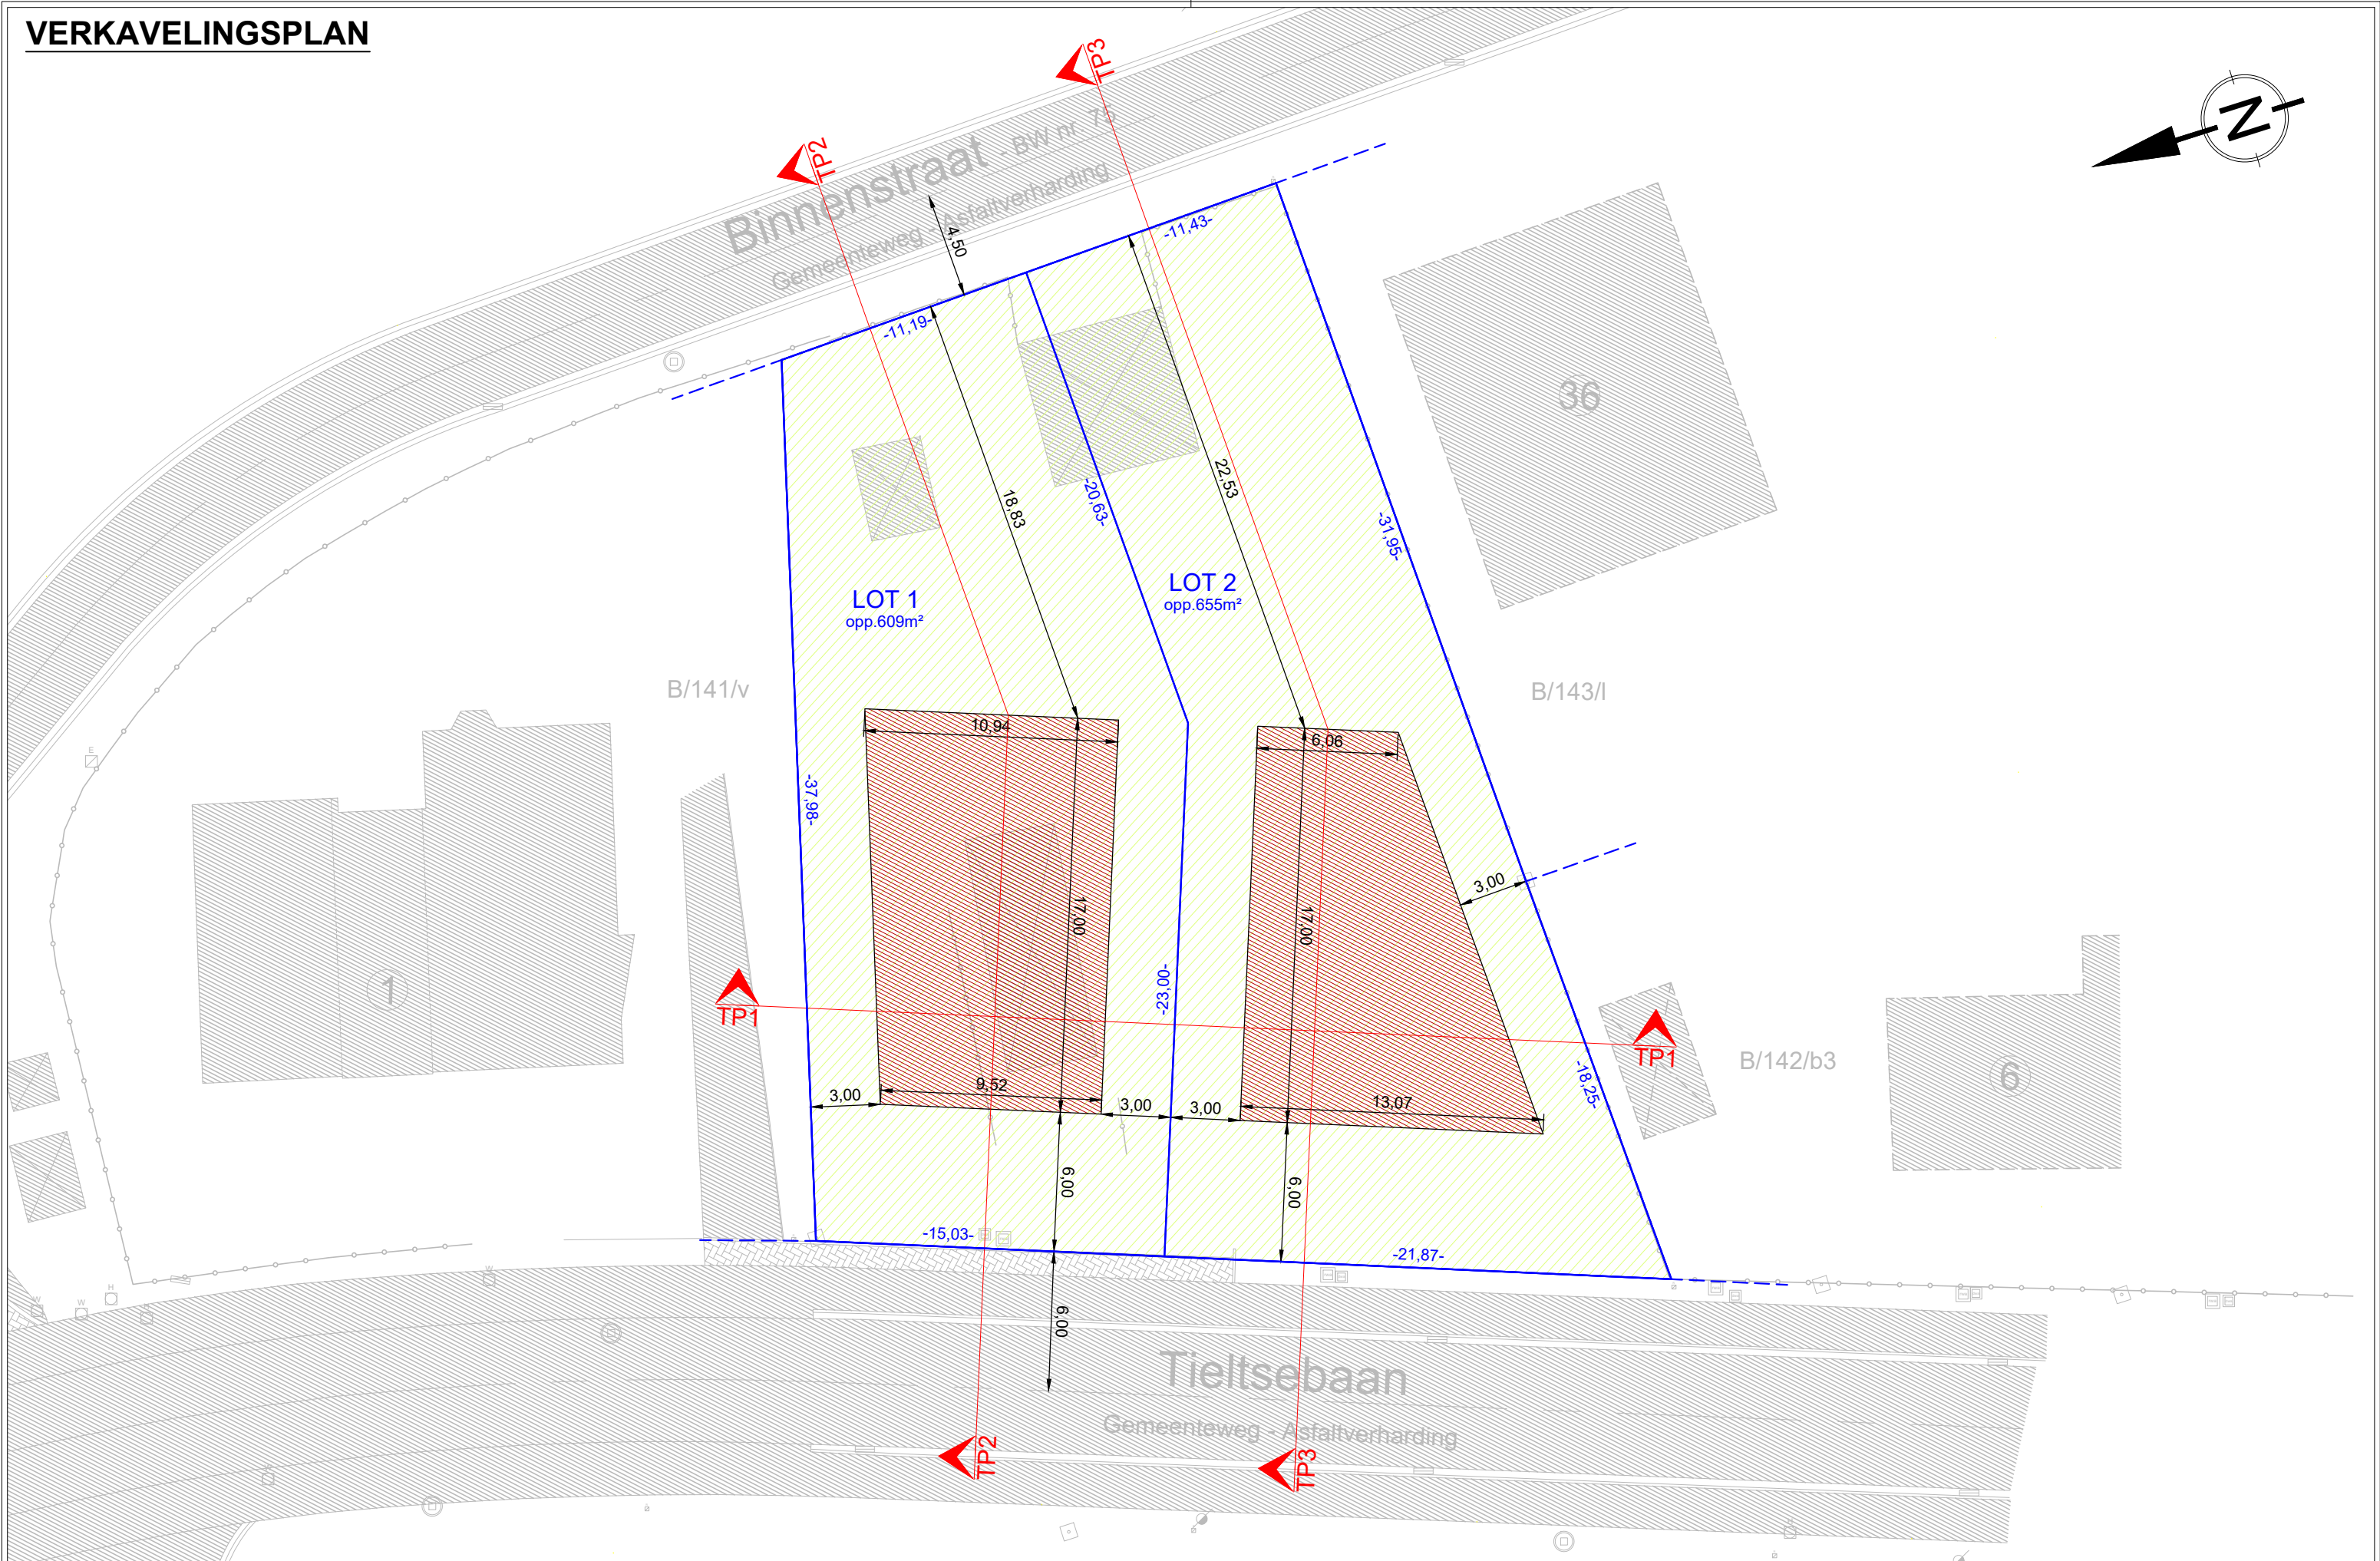 VERKAVELINGSPLAN
TP3
TP2
N
Binnenstraat - BW nr. 75
Gemeenteweg - Asfaltverharding
4,50
-11,43-
-11,19-
36
18,83
-20,63-
22,53
-31,95-
LOT 1
opp.609m²
LOT 2
opp.655m²
B/141/v
B/143/l
10,94
6,06
E
-37,98-
3,00
17,00
17,00
1
-23,00-
TP1
TP1
B/142/b3
6
-18,25-
3,00
9,52
3,00
3,00
13,07
6,00
6,00
-15,03-
-21,87-
W
H
W
W
6,00
Tieltsebaan
Gemeenteweg - Asfaltverharding
TP2
TP3